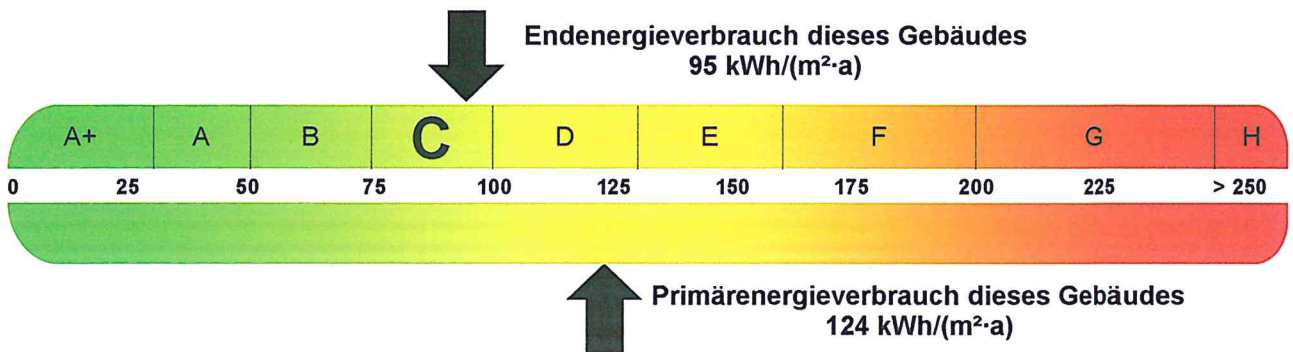 Endenergieverbrauch dieses Gebäudes
95 kWh/(m²·a)
A+ A B C D E F G H
0 25 50 75 100 125 150 175 200 225 > 250
Primärenergieverbrauch dieses Gebäudes
124 kWh/(m²·a)